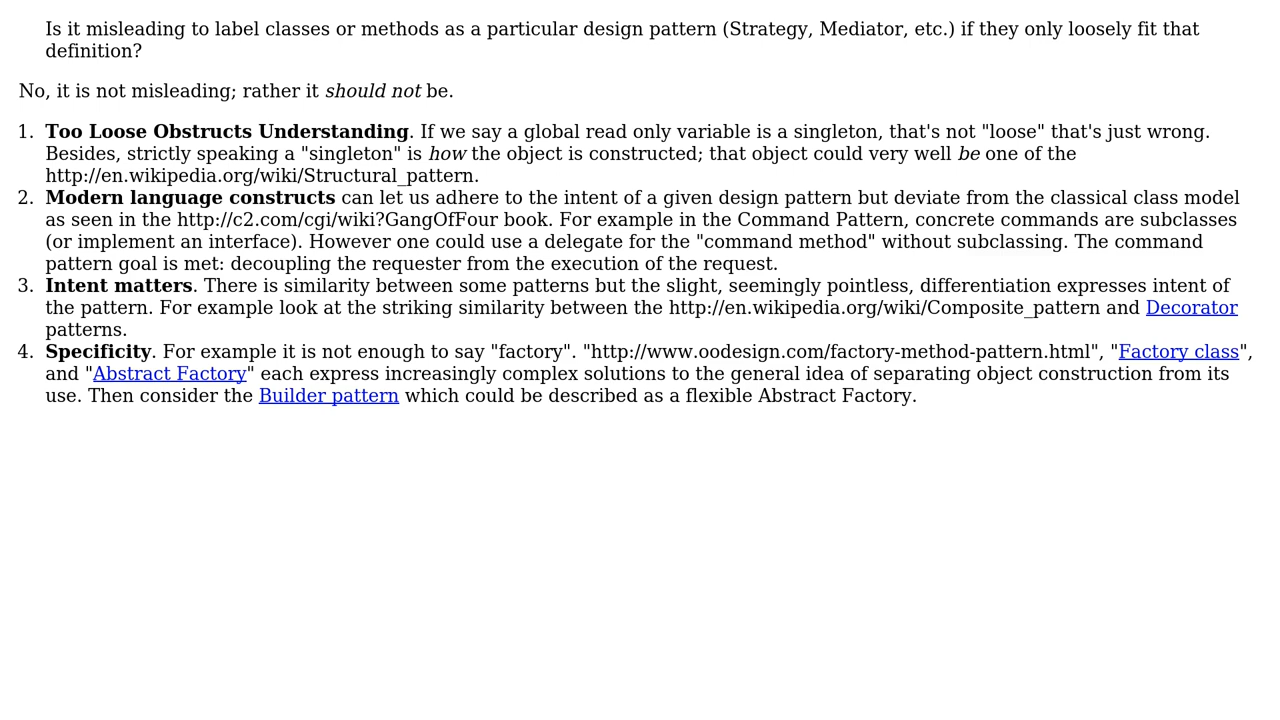 Is it misleading to label classes or methods as a particular design pattern (Strategy, Mediator, etc.) if they only loosely fit that
definition?
No, it is not misleading; rather it should not be.
1. Too Loose Obstructs Understanding. If we say a global read only variable is a singleton, that's not "loose" that's just wrong.
Besides, strictly speaking a "singleton" is how the object is constructed; that object could very well be one of the
http://en.wikipedia.org/wiki/Structural_pattern.
2. Modern language constructs can let us adhere to the intent of a given design pattern but deviate from the classical class model
as seen in the http://c2.com/cgi/wiki?GangOfFour book. For example in the Command Pattern, concrete commands are subclasses
(or implement an interface). However one could use a delegate for the "command method" without subclassing. The command
pattern goal is met: decoupling the requester from the execution of the request.
3. Intent matters. There is similarity between some patterns but the slight, seemingly pointless, differentiation expresses intent of
the pattern. For example look at the striking similarity between the http://en.wikipedia.org/wiki/Composite_pattern and Decorator
patterns.
4. Specificity. For example it is not enough to say "factory". "http://www.oodesign.com/factory-method-pattern.html", "Factory class",
and "Abstract Factory" each express increasingly complex solutions to the general idea of separating object construction from its
use. Then consider the Builder pattern which could be described as a flexible Abstract Factory.